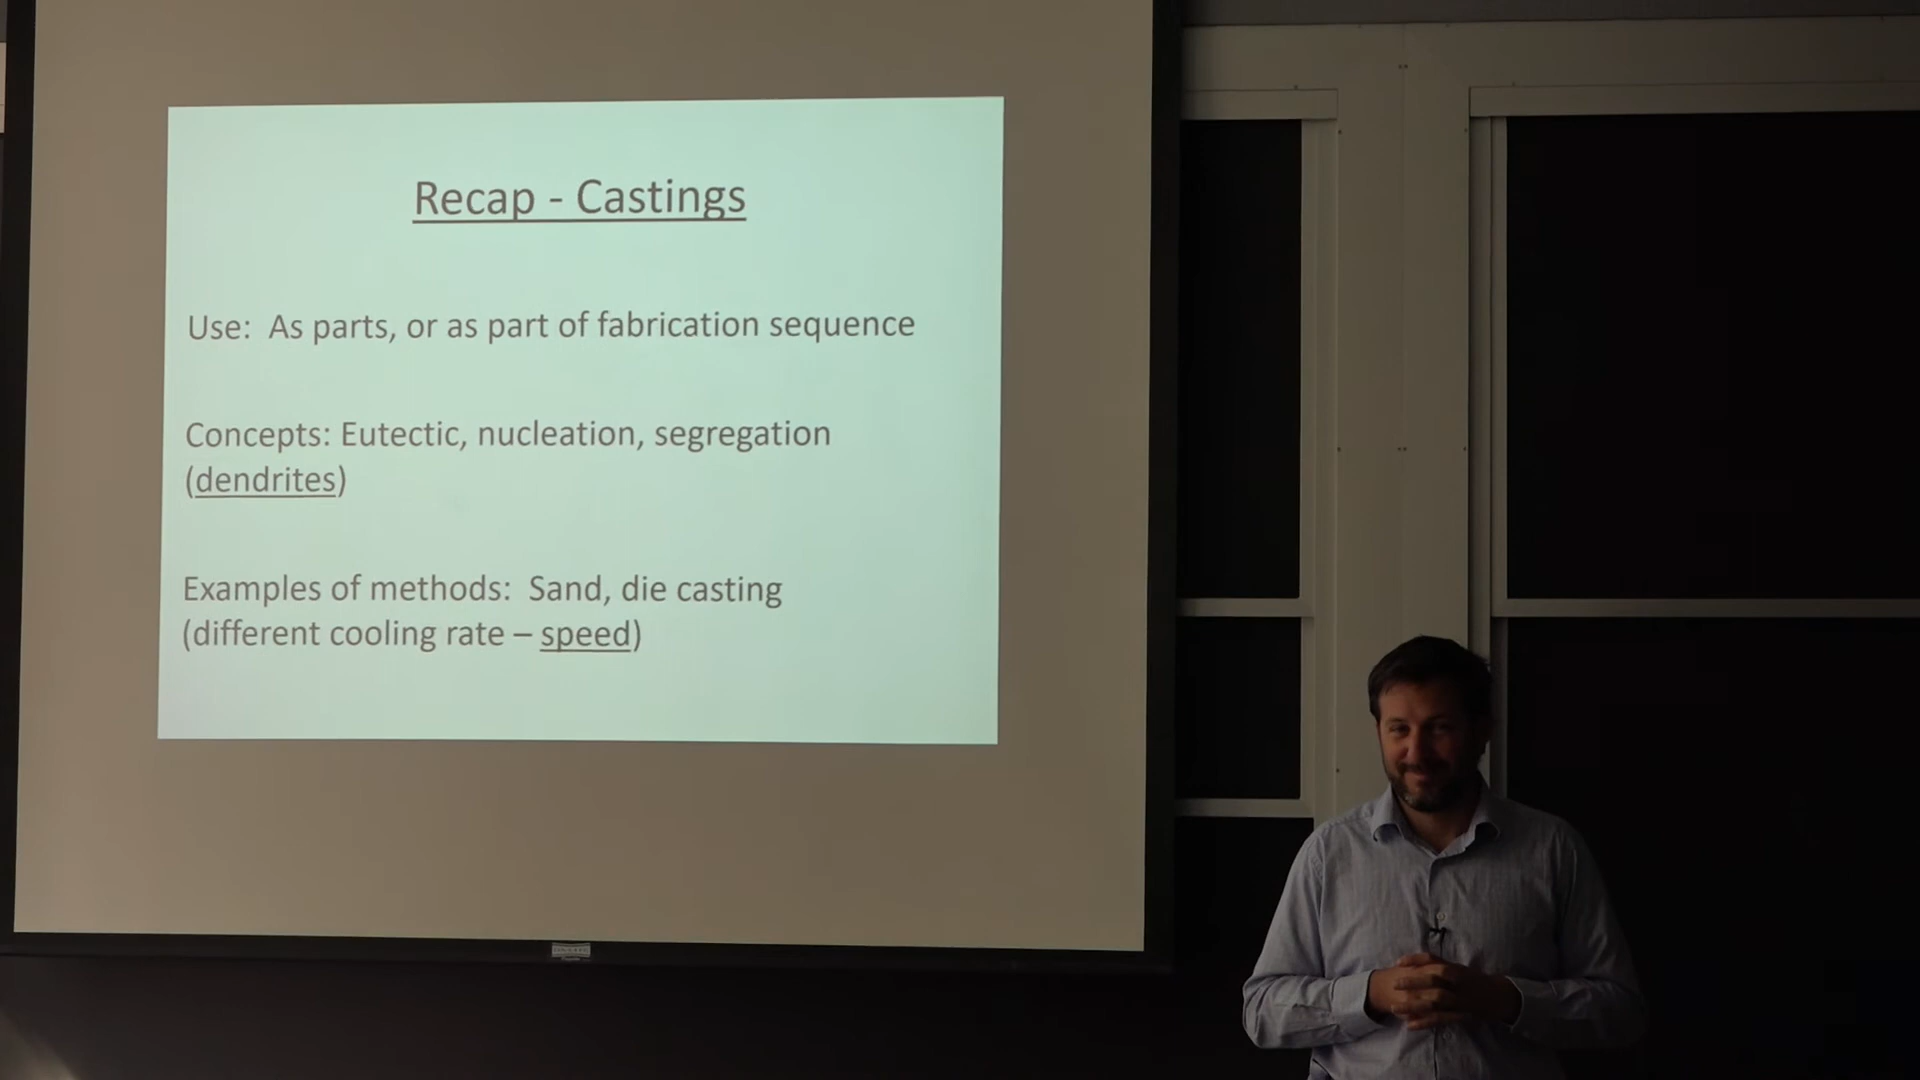 Recap - Castings
Use: As parts, or as part of fabrication sequence
Concepts: Eutectic, nucleation, segregation
(dendrites)
Examples of methods: Sand, die casting
(different cooling rate – speed)